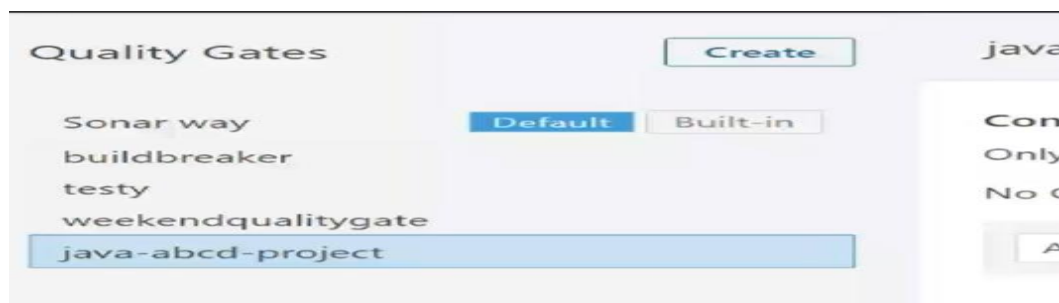 Quality Gates
Create
Sonar way
Default
Built-in
buildbreaker
testy
weekendqualitygate
java-abcd-project
java
Con
Only
No C
A